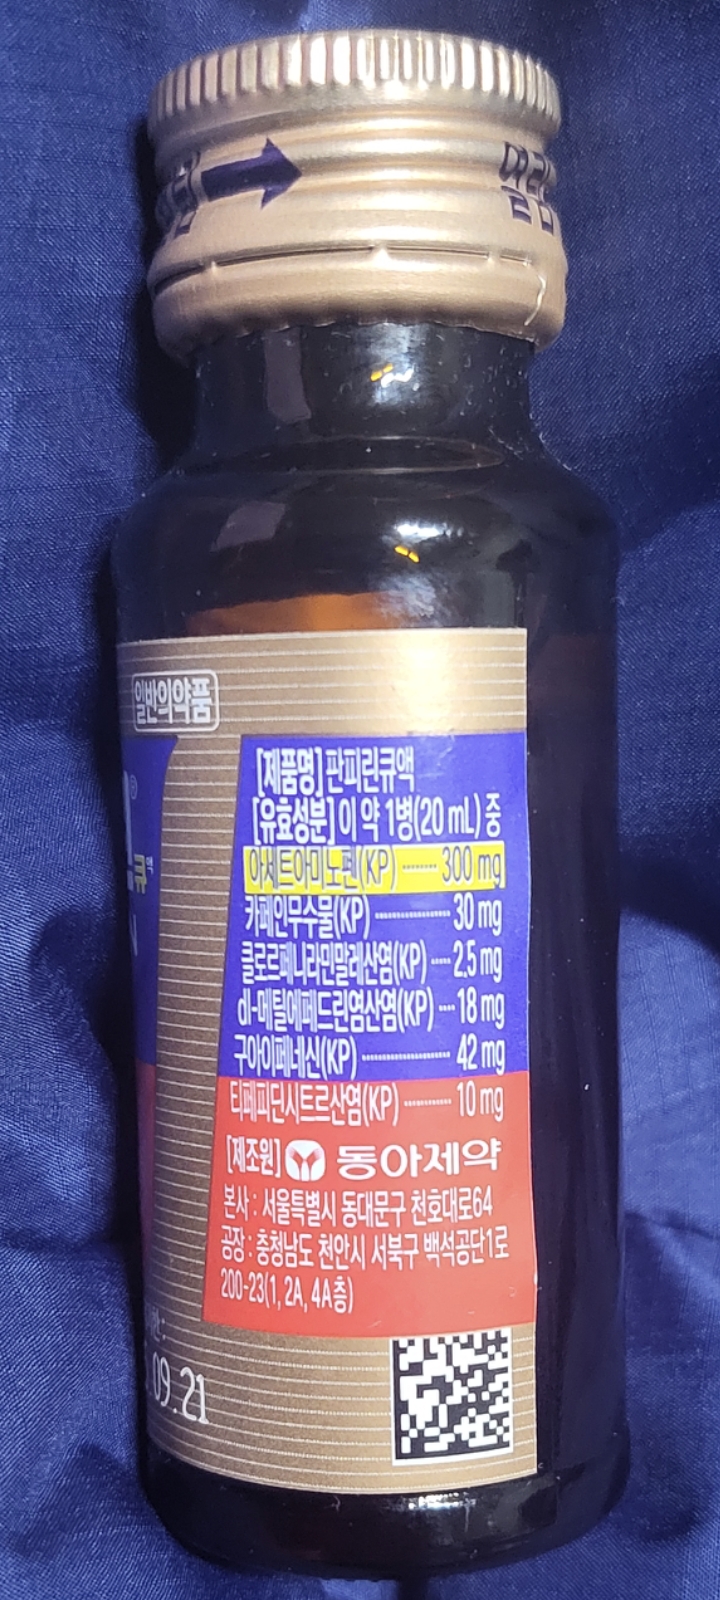 열림
일반의약품
큐액
[제품명] 판피린큐액
[유효성분] 이 약 1병(20 mL) 중
아세트아미노펜(KP) ········ 300 mg
카페인무수물(KP) ················ 30 mg
클로르페니라민말레산염(KP) ····· 2.5 mg
dl-메틸에페드린염산염(KP) ···· 18 mg
구아이페네신(KP) ···················· 42 mg
티페피딘시트르산염(KP) ·········· 10 mg
[제조원] 동아제약
본사 : 서울특별시 동대문구 천호대로64
공장 : 충청남도 천안시 서북구 백석공단1로
200-23(1, 2A, 4A층)
09.21